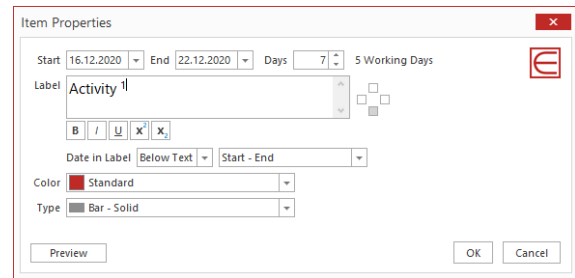 Item Properties
Start 16.12.2020 End 22.12.2020 Days 7 5 Working Days
Label Activity ¹
B I U x² x₂
Date in Label Below Text Start - End
Color Standard
Type Bar - Solid
Preview OK Cancel